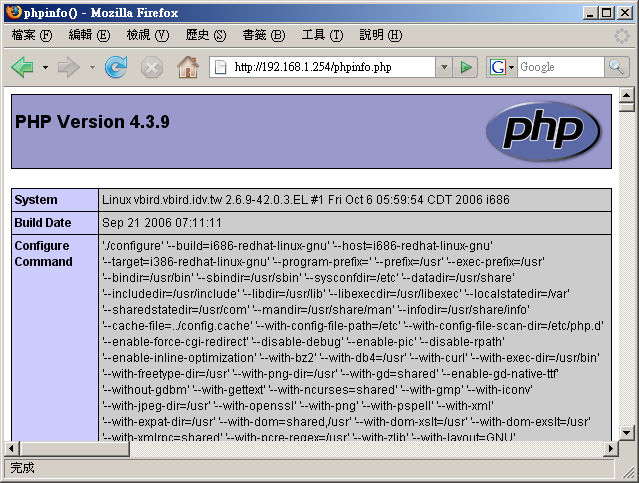 phpinfo() - Mozilla Firefox
檔案 (F) 編輯 (E) 檢視 (V) 歷史 (S) 書籤 (B) 工具 (T) 說明 (H)
http://192.168.1.254/phpinfo.php G Google
PHP Version 4.3.9 php
System Linux vbird.vbird.idv.tw 2.6.9-42.0.3.EL #1 Fri Oct 6 05:59:54 CDT 2006 i686
Build Date Sep 21 2006 07:11:11
Configure './configure' '--build=i686-redhat-linux-gnu' '--host=i686-redhat-linux-gnu'
Command '--target=i386-redhat-linux-gnu' '--program-prefix=' '--prefix=/usr' '--exec-prefix=/usr'
'--bindir=/usr/bin' '--sbindir=/usr/sbin' '--sysconfdir=/etc' '--datadir=/usr/share'
'--includedir=/usr/include' '--libdir=/usr/lib' '--libexecdir=/usr/libexec' '--localstatedir=/var'
'--sharedstatedir=/usr/com' '--mandir=/usr/share/man' '--infodir=/usr/share/info'
'--cache-file=../config.cache' '--with-config-file-path=/etc' '--with-config-file-scan-dir=/etc/php.d'
'--enable-force-cgi-redirect' '--disable-debug' '--enable-pic' '--disable-rpath'
'--enable-inline-optimization' '--with-bz2' '--with-db4=/usr' '--with-curl' '--with-exec-dir=/usr/bin'
'--with-freetype-dir=/usr' '--with-png-dir=/usr' '--with-gd=shared' '--enable-gd-native-ttf'
'--without-gdbm' '--with-gettext' '--with-ncurses=shared' '--with-gmp' '--with-iconv'
'--with-jpeg-dir=/usr' '--with-openssl' '--with-png' '--with-pspell' '--with-xml'
'--with-expat-dir=/usr' '--with-dom=shared,/usr' '--with-dom-xslt=/usr' '--with-dom-exslt=/usr'
'--with-xmlrpc=shared' '--with-pcre-regex=/usr' '--with-zlib' '--with-layout=GNU'
完成